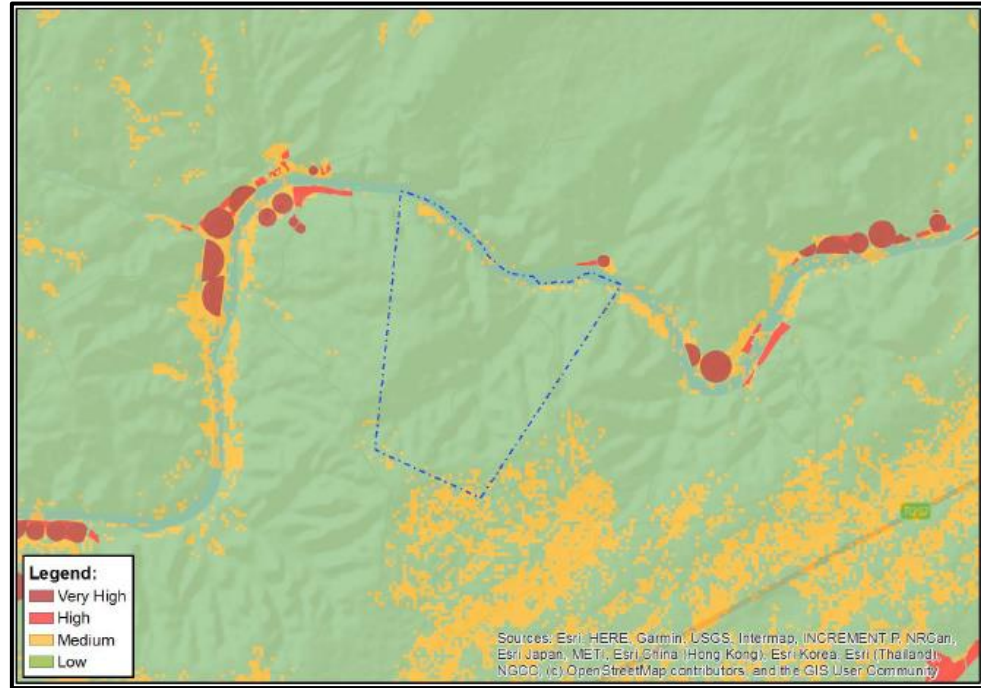 Legend:
Very High
High
Medium
Low
Sources: Esri, HERE, Garmin, USGS, Intermap, INCREMENT P, NRCan,
Esri Japan, METI, Esri China (Hong Kong), Esri Korea, Esri (Thailand),
NGCC, (c) OpenStreetMap contributors, and the GIS User Community